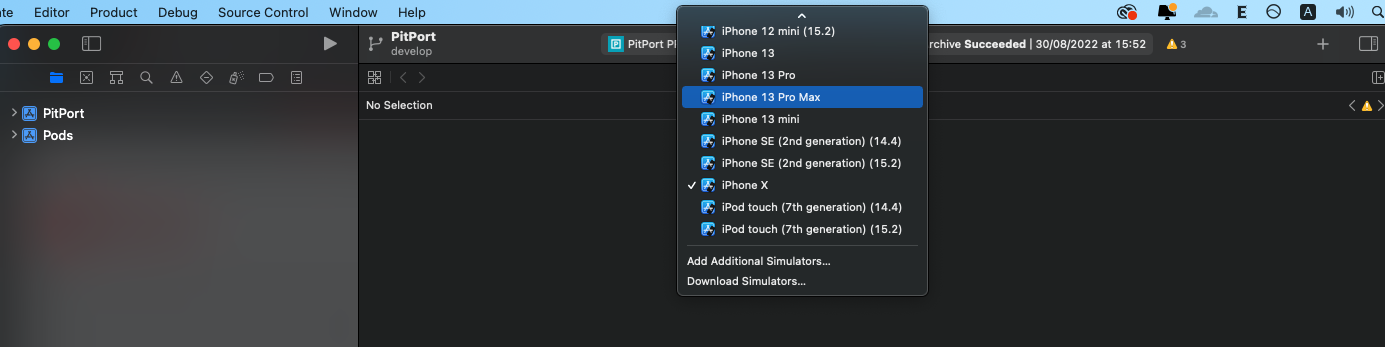 Editor Product Debug Source Control Window Help
PitPort
develop
PitPort
Archive Succeeded | 30/08/2022 at 15:52
3
No Selection
PitPort
Pods
iPhone 12 mini (15.2)
iPhone 13
iPhone 13 Pro
iPhone 13 Pro Max
iPhone 13 mini
iPhone SE (2nd generation) (14.4)
iPhone SE (2nd generation) (15.2)
iPhone X
iPod touch (7th generation) (14.4)
iPod touch (7th generation) (15.2)
Add Additional Simulators...
Download Simulators...